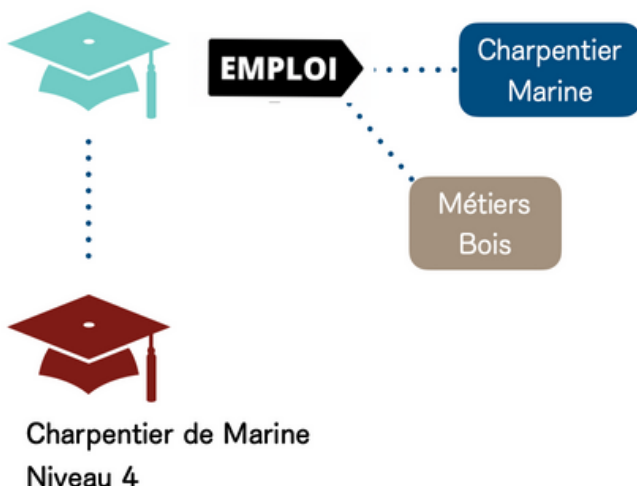 EMPLOI
Charpentier
Marine
Métiers
Bois
Charpentier de Marine
Niveau 4